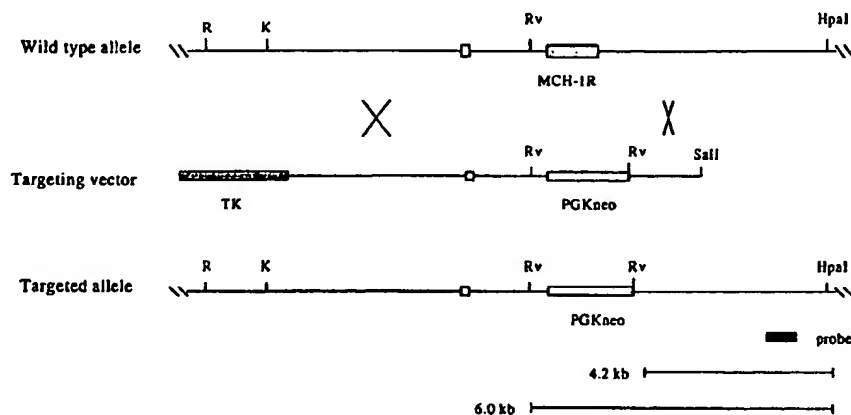 R K Rv HpaI
Wild type allele
MCH-1R
Rv Rv SalI
Targeting vector
TK PGKneo
R K Rv Rv HpaI
Targeted allele
PGKneo
probe
4.2 kb
6.0 kb